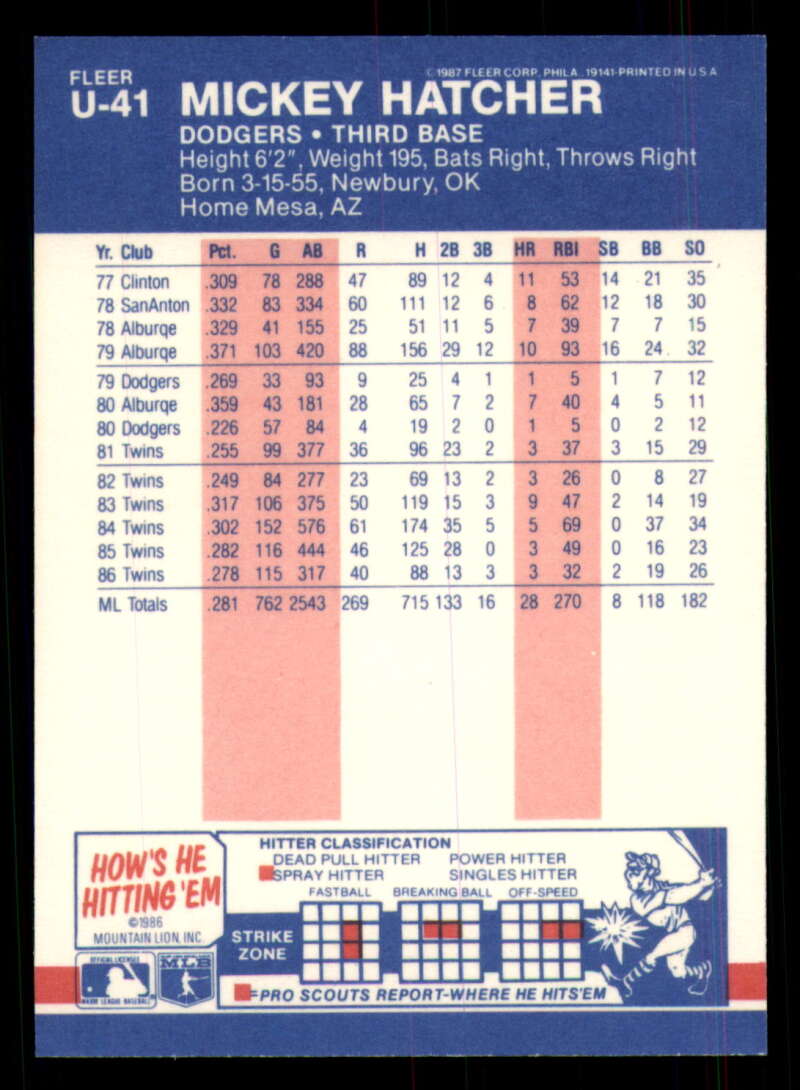 FLEER
U-41
©1987 FLEER CORP. PHILA. 19141-PRINTED IN U S A
MICKEY HATCHER
DODGERS • THIRD BASE
Height 6'2", Weight 195, Bats Right, Throws Right
Born 3-15-55, Newbury, OK
Home Mesa, AZ
Yr. Club Pct. G AB R H 2B 3B HR RBI SB BB SO
77 Clinton .309 78 288 47 89 12 4 11 53 14 21 35
78 SanAnton .332 83 334 60 111 12 6 8 62 12 18 30
78 Alburqe .329 41 155 25 51 11 5 7 39 7 7 15
79 Alburqe .371 103 420 88 156 29 12 10 93 16 24 32
79 Dodgers .269 33 93 9 25 4 1 1 5 1 7 12
80 Alburqe .359 43 181 28 65 7 2 7 40 4 5 11
80 Dodgers .226 57 84 4 19 2 0 1 5 0 2 12
81 Twins .255 99 377 36 96 23 2 3 37 3 15 29
82 Twins .249 84 277 23 69 13 2 3 26 0 8 27
83 Twins .317 106 375 50 119 15 3 9 47 2 14 19
84 Twins .302 152 576 61 174 35 5 5 69 0 37 34
85 Twins .282 116 444 46 125 28 0 3 49 0 16 23
86 Twins .278 115 317 40 88 13 3 3 32 2 19 26
ML Totals .281 762 2543 269 715 133 16 28 270 8 118 182
HOW'S HE
HITTING 'EM
©1986
MOUNTAIN LION, INC.
OFFICIAL LICENSEE
MAJOR LEAGUE BASEBALL
MLB
HITTER CLASSIFICATION
DEAD PULL HITTER POWER HITTER
SPRAY HITTER SINGLES HITTER
FASTBALL BREAKING BALL OFF-SPEED
STRIKE
ZONE
=PRO SCOUTS REPORT-WHERE HE HITS'EM